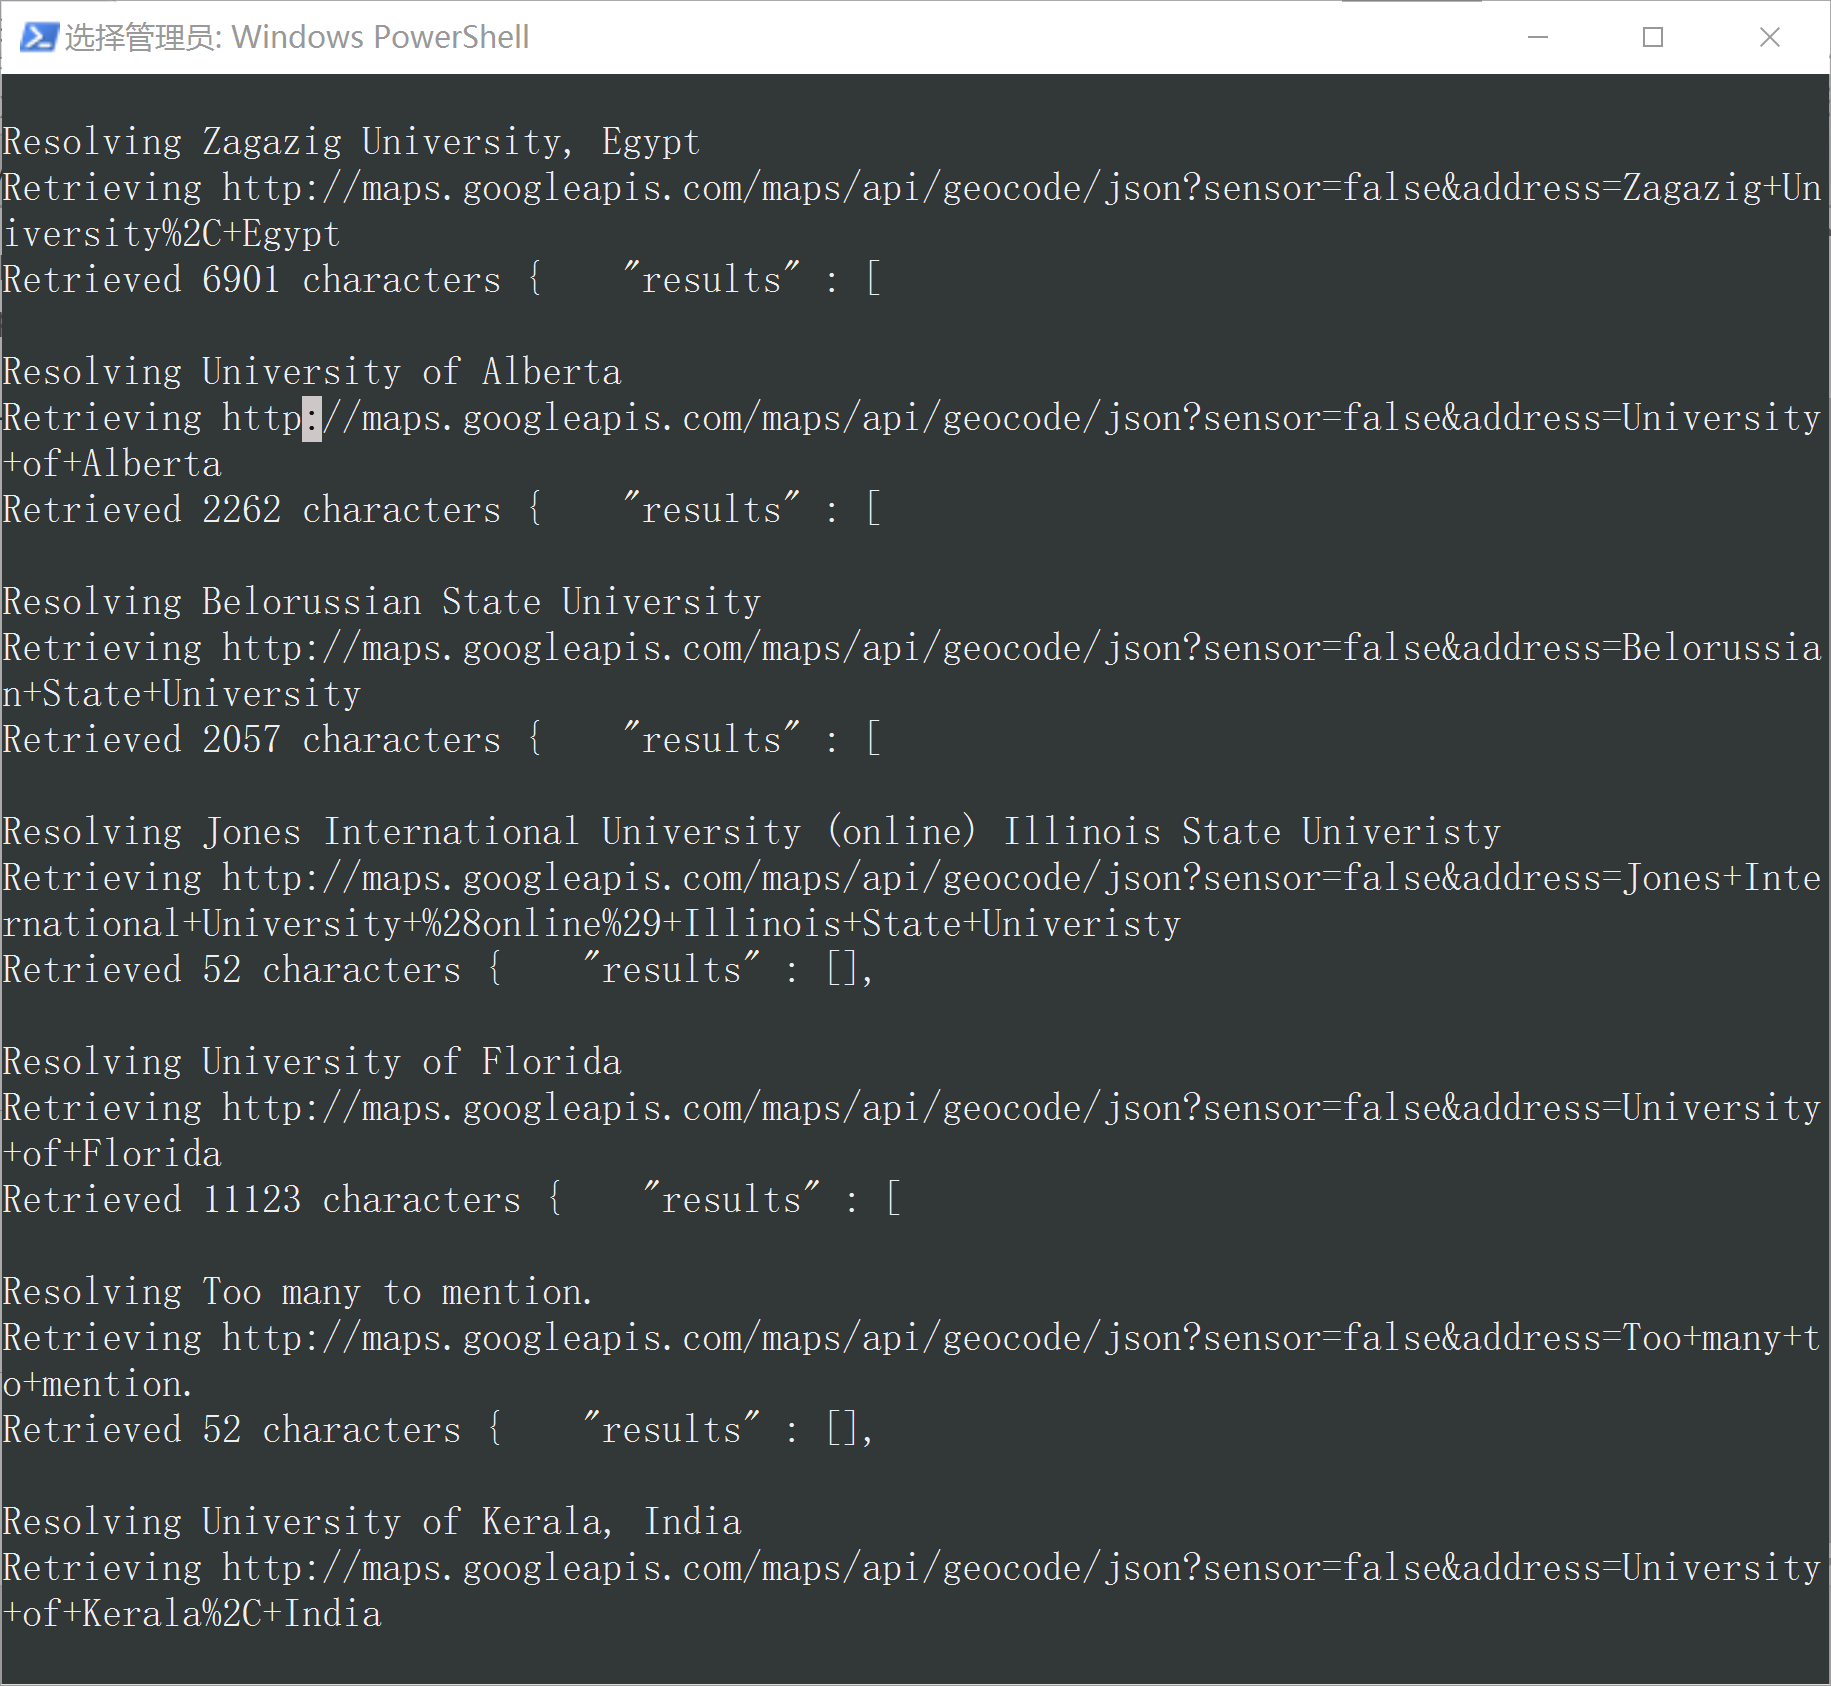 选择管理员: Windows PowerShell
Resolving Zagazig University, Egypt
Retrieving http://maps.googleapis.com/maps/api/geocode/json?sensor=false&address=Zagazig+Un
iversity%2C+Egypt
Retrieved 6901 characters {    "results" : [
Resolving University of Alberta
Retrieving http://maps.googleapis.com/maps/api/geocode/json?sensor=false&address=University
+of+Alberta
Retrieved 2262 characters {    "results" : [
Resolving Belorussian State University
Retrieving http://maps.googleapis.com/maps/api/geocode/json?sensor=false&address=Belorussia
n+State+University
Retrieved 2057 characters {    "results" : [
Resolving Jones International University (online) Illinois State Univeristy
Retrieving http://maps.googleapis.com/maps/api/geocode/json?sensor=false&address=Jones+Inte
rnational+University+%28online%29+Illinois+State+Univeristy
Retrieved 52 characters {    "results" : [],
Resolving University of Florida
Retrieving http://maps.googleapis.com/maps/api/geocode/json?sensor=false&address=University
+of+Florida
Retrieved 11123 characters {    "results" : [
Resolving Too many to mention.
Retrieving http://maps.googleapis.com/maps/api/geocode/json?sensor=false&address=Too+many+t
o+mention.
Retrieved 52 characters {    "results" : [],
Resolving University of Kerala, India
Retrieving http://maps.googleapis.com/maps/api/geocode/json?sensor=false&address=University
+of+Kerala%2C+India